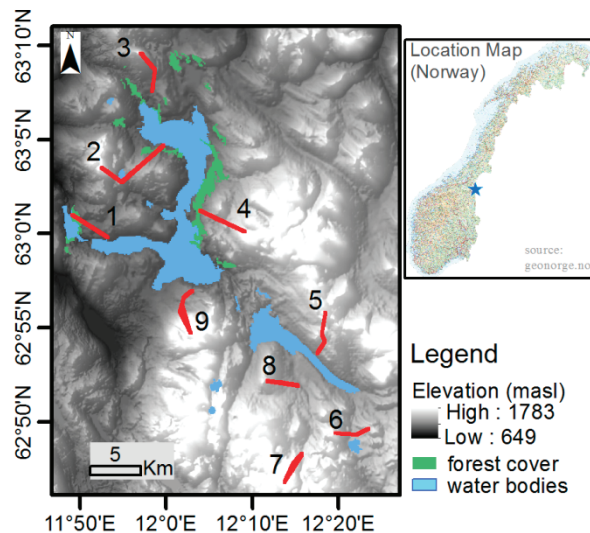 63°10'N
63°5'N
63°0'N
62°55'N
62°50'N
N
3
2
1
4
5
9
8
6
7
5
Km
11°50'E
12°0'E
12°10'E
12°20'E
Location Map
(Norway)
source:
geonorge.no
Legend
Elevation (masl)
High : 1783
Low : 649
forest cover
water bodies